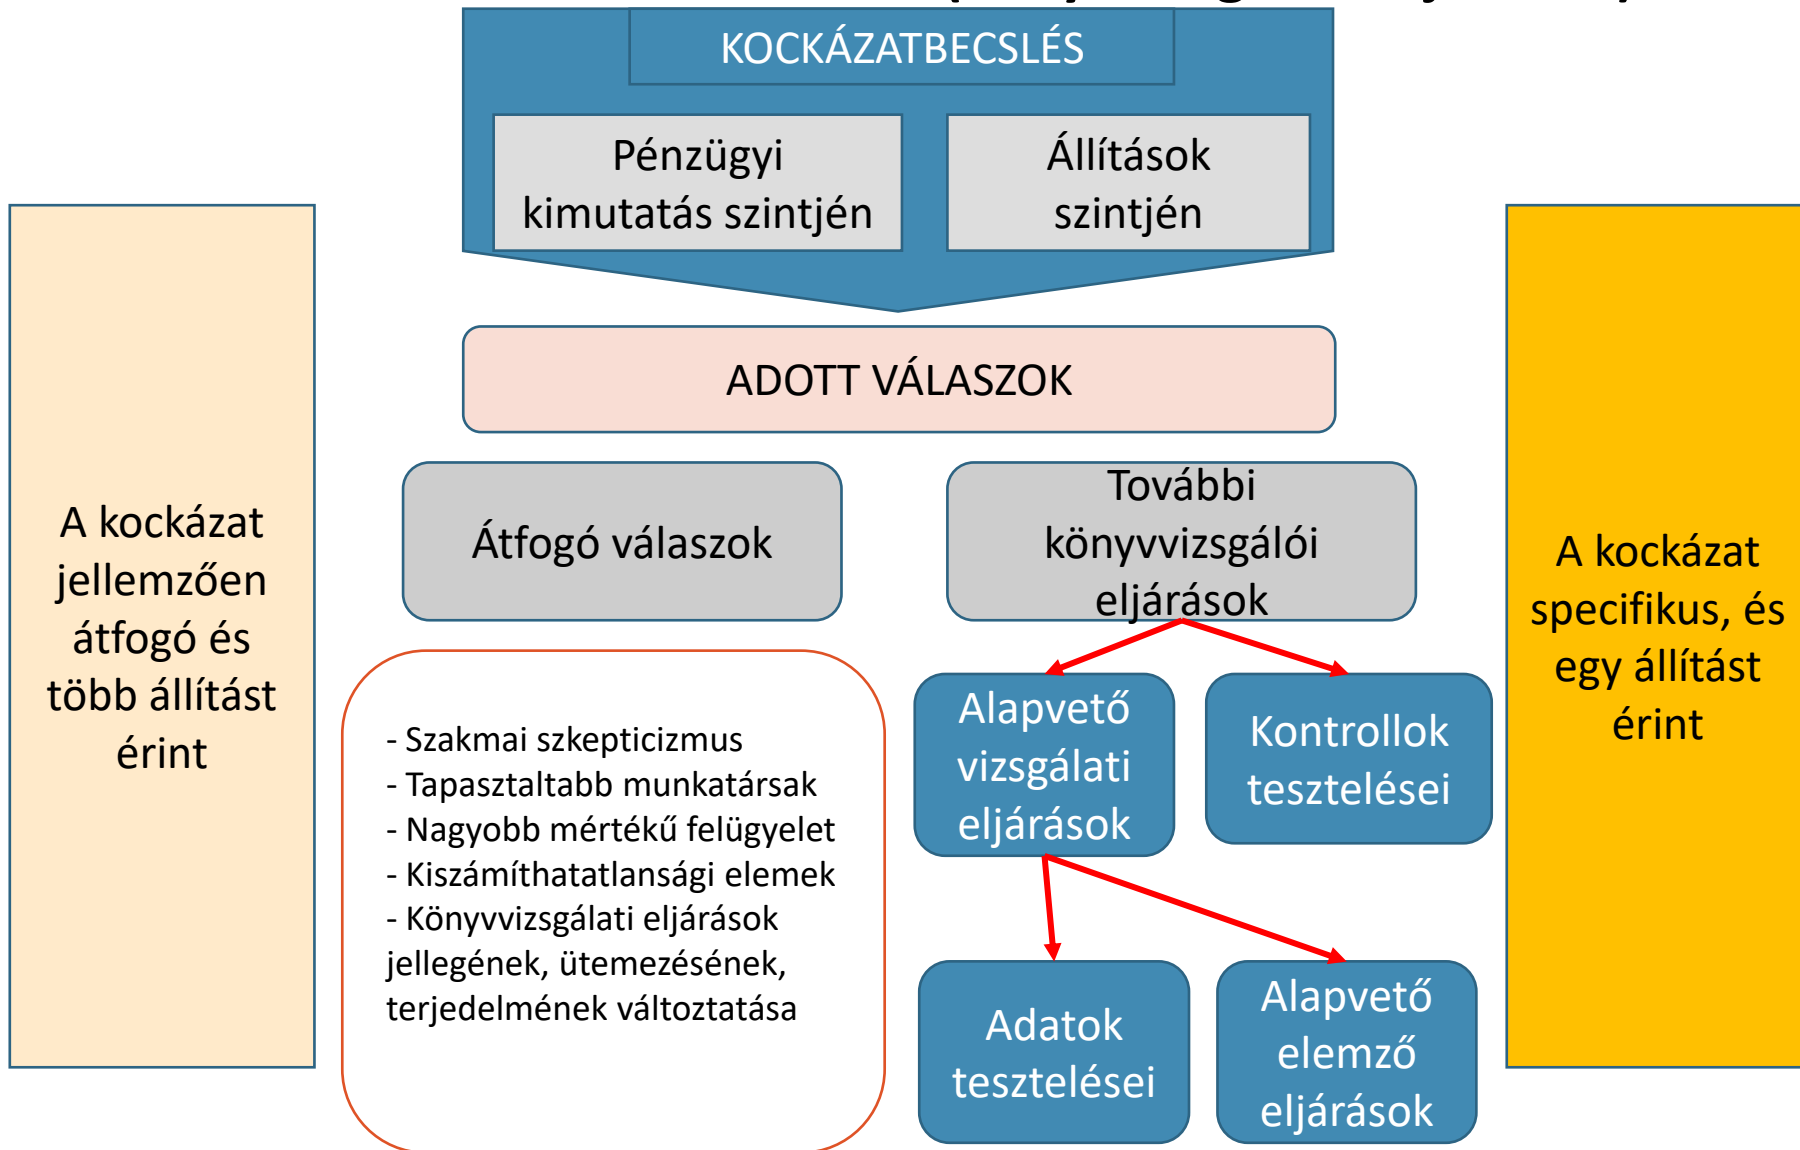 KOCKÁZATBECSLÉS
Pénzügyi
kimutatás szintjén
Állítások
szintjén
ADOTT VÁLASZOK
A kockázat
jellemzően
átfogó és
több állítást
érint
Átfogó válaszok
- Szakmai szkepticizmus
- Tapasztaltabb munkatársak
- Nagyobb mértékű felügyelet
- Kiszámíthatatlansági elemek
- Könyvvizsgálati eljárások
jellegének, ütemezésének,
terjedelmének változtatása
További
könyvvizsgálói
eljárások
Alapvető
vizsgálati
eljárások
Kontrollok
tesztelései
Adatok
tesztelései
Alapvető
elemző
eljárások
A kockázat
specifikus, és
egy állítást
érint